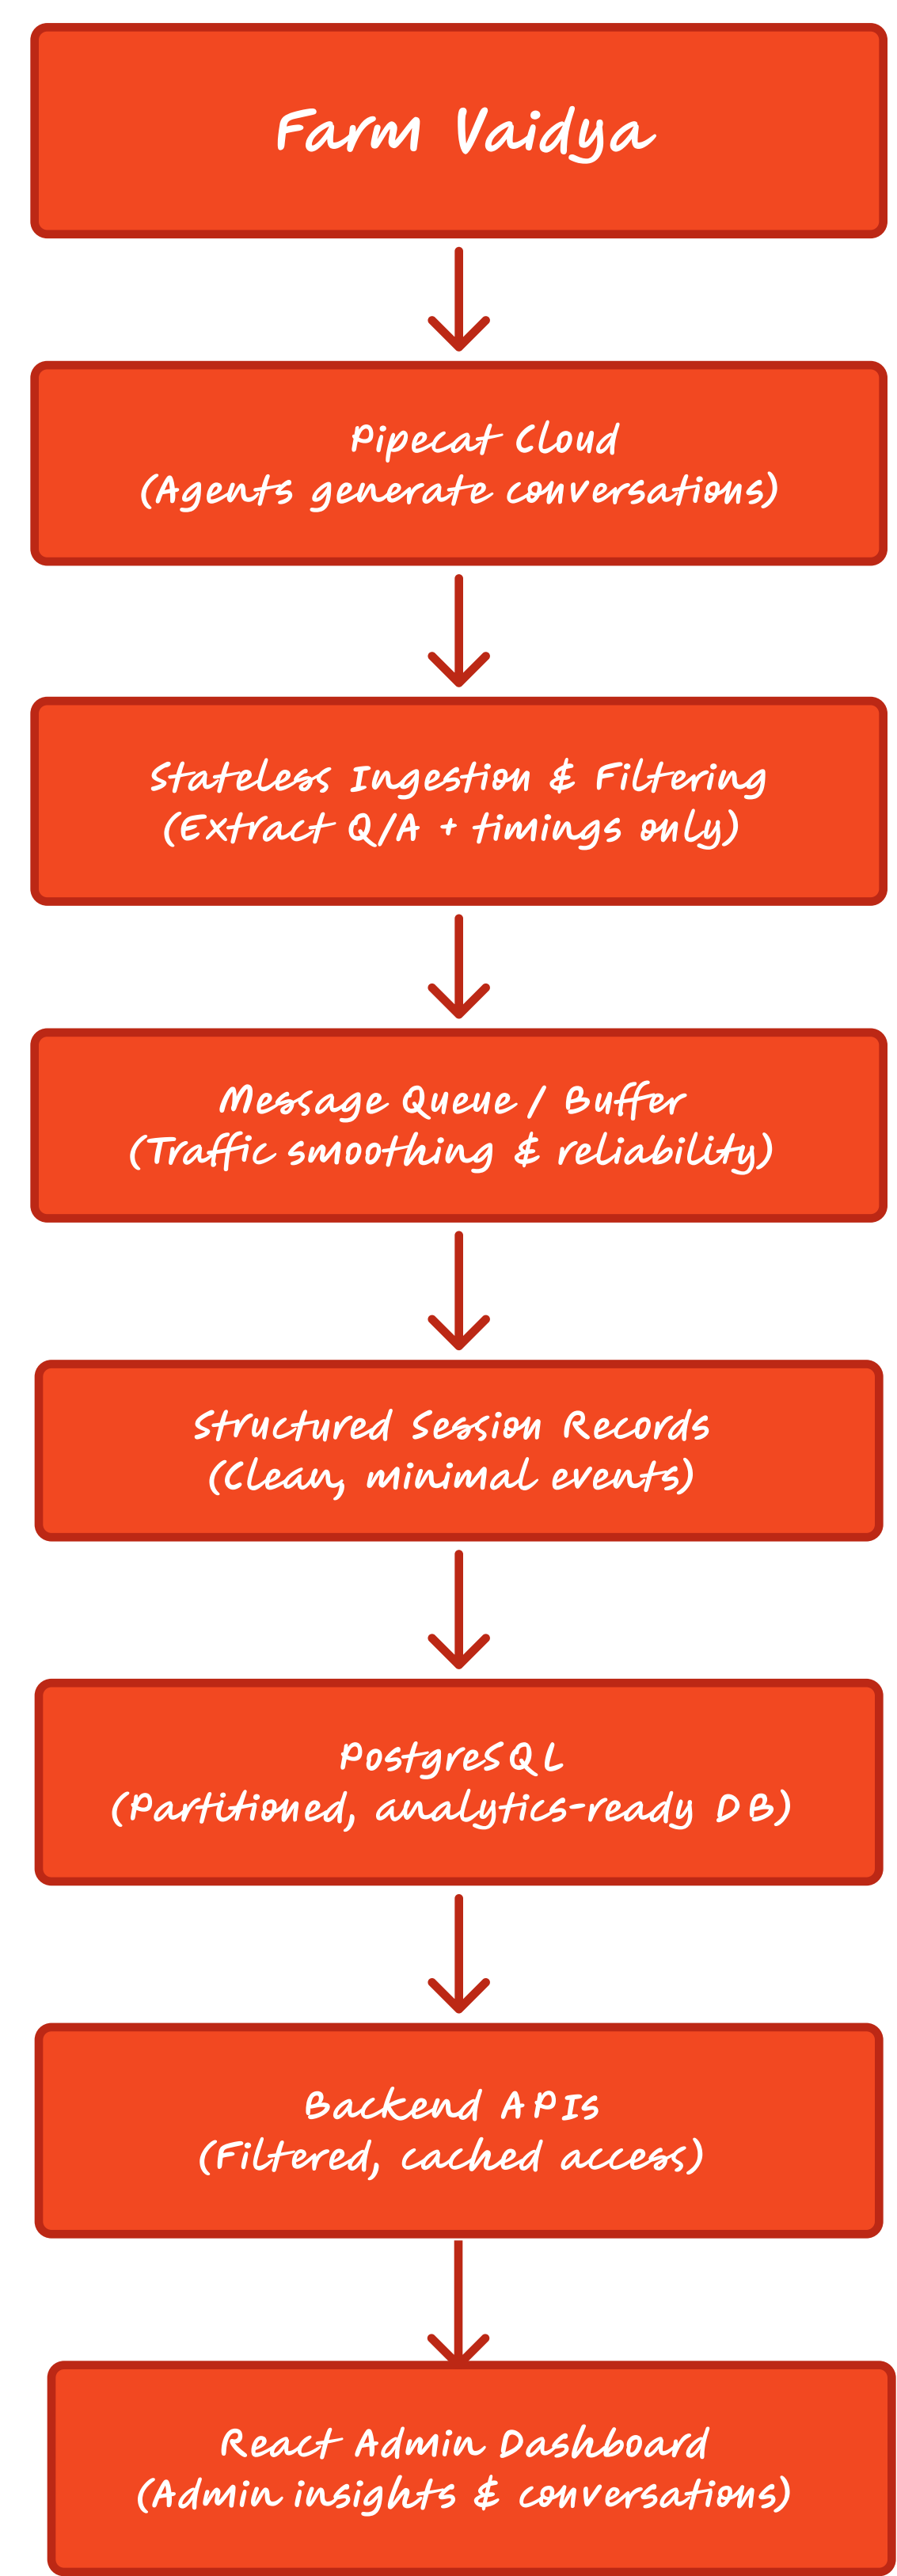 Farm Vaidya
Pipecat Cloud
(Agents generate conversations)
Stateless Ingestion & Filtering
(Extract Q/A + timings only)
Message Queue / Buffer
(Traffic smoothing & reliability)
Structured Session Records
(Clean, minimal events)
PostgreSQL
(Partitioned, analytics-ready DB)
Backend APIs
(Filtered, cached access)
React Admin Dashboard
(Admin insights & conversations)